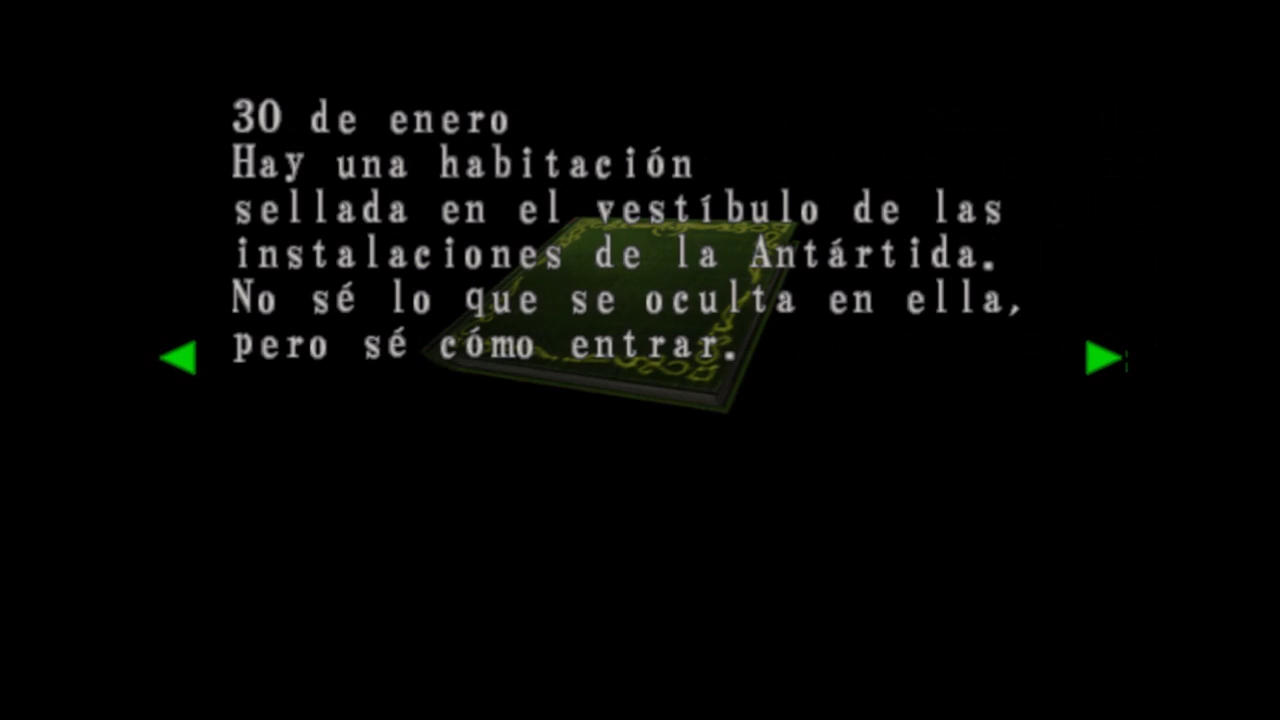 30 de enero
Hay una habitación
sellada en el vestíbulo de las
instalaciones de la Antártida.
No sé lo que se oculta en ella,
pero sé cómo entrar.